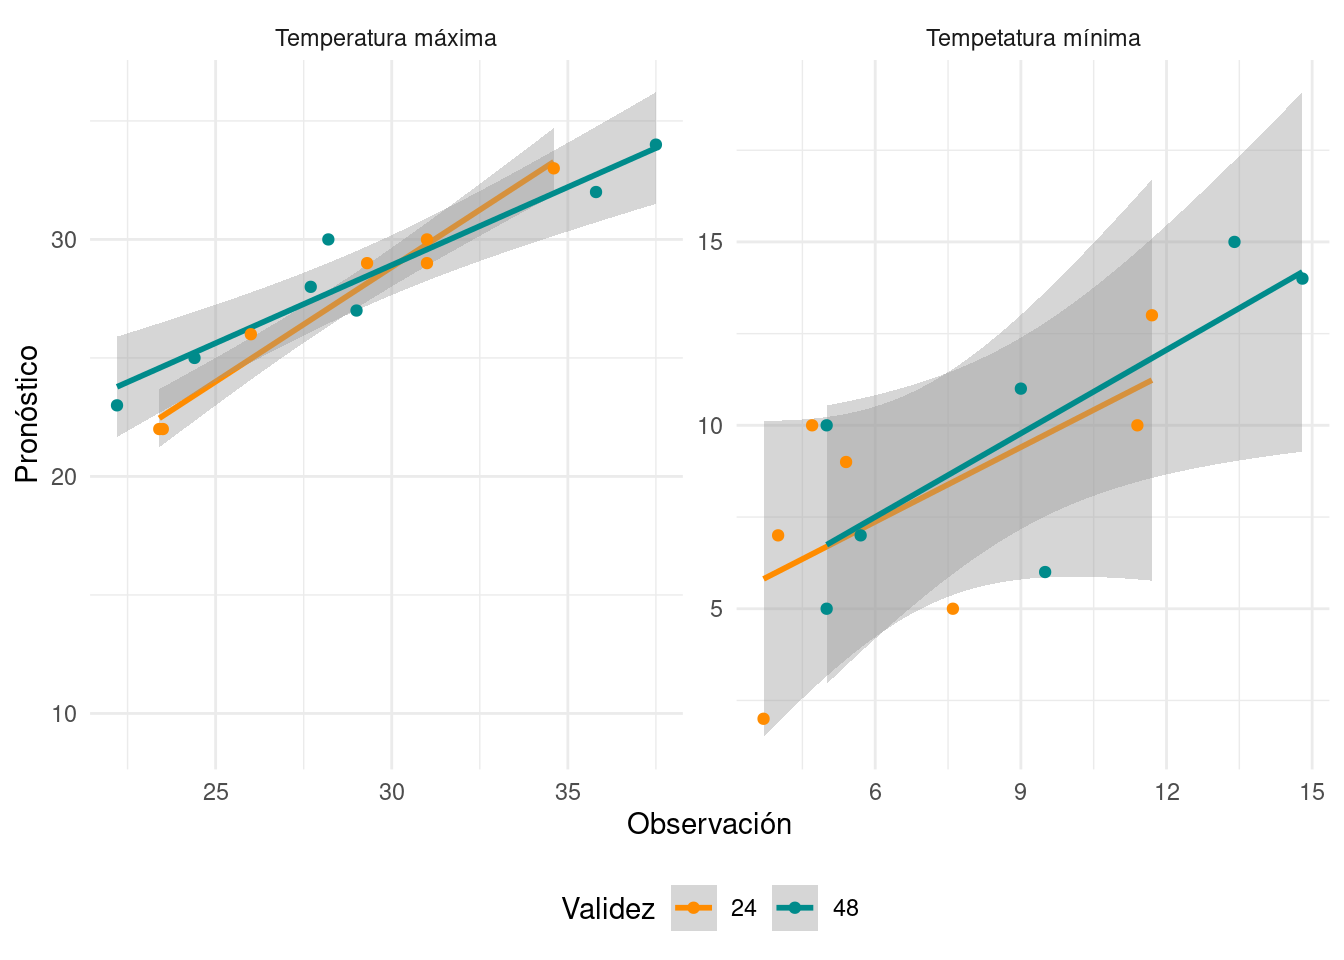 Temperatura máxima
Tempetatura mínima
Pronóstico
30
20
10
15
10
5
25 30 35
6 9 12 15
Observación
Validez 24 48